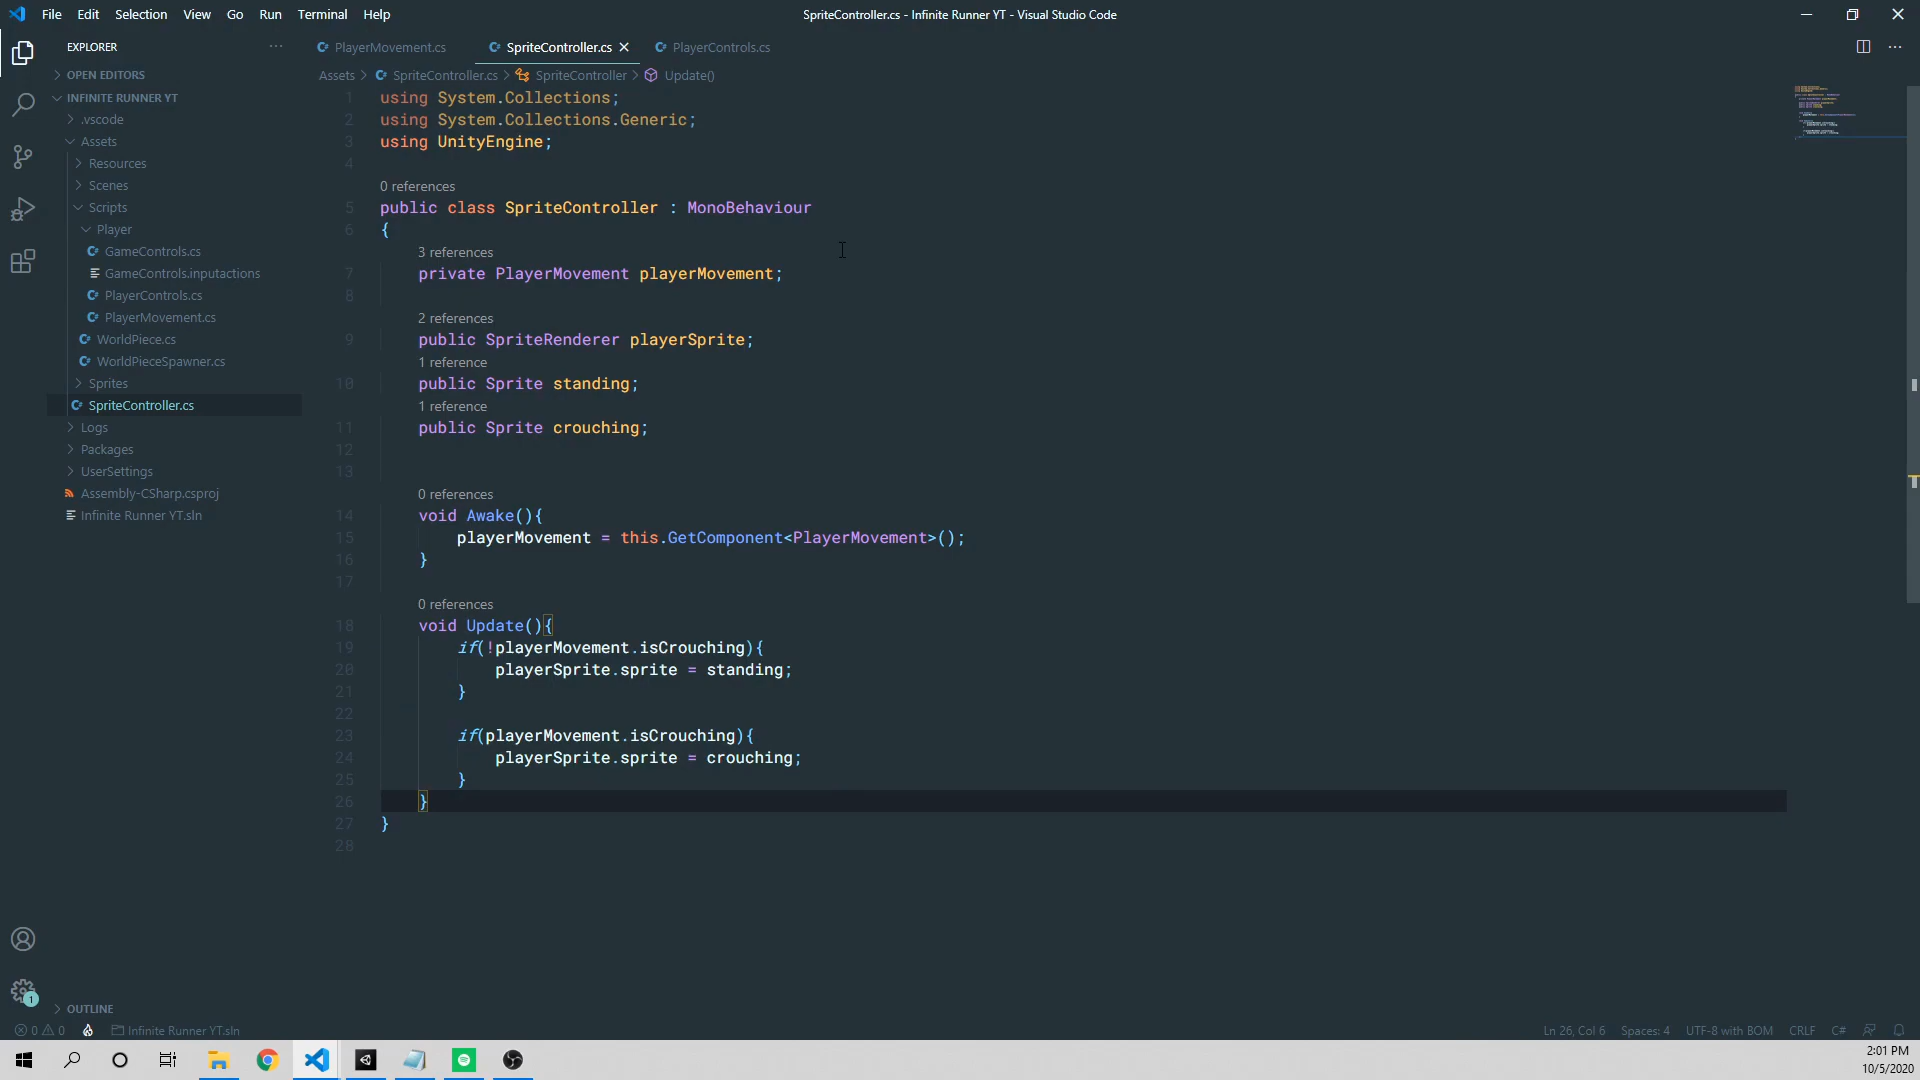 File Edit Selection View Go Run Terminal Help
SpriteController.cs - Infinite Runner YT - Visual Studio Code
EXPLORER
OPEN EDITORS
INFINITE RUNNER YT
.vscode
Assets
Resources
Scenes
Scripts
Player
GameControls.cs
GameControls.inputactions
PlayerControls.cs
PlayerMovement.cs
WorldPiece.cs
WorldPieceSpawner.cs
Sprites
SpriteController.cs
Logs
Packages
UserSettings
Assembly-CSharp.csproj
Infinite Runner YT.sln
OUTLINE
PlayerMovement.cs SpriteController.cs PlayerControls.cs
Assets SpriteController.cs SpriteController Update()
1 using System.Collections;
2 using System.Collections.Generic;
3 using UnityEngine;
4
0 references
5 public class SpriteController : MonoBehaviour
6 {
3 references
7 private PlayerMovement playerMovement;
8
2 references
9 public SpriteRenderer playerSprite;
1 reference
10 public Sprite standing;
1 reference
11 public Sprite crouching;
12
13
0 references
14 void Awake(){
15 playerMovement = this.GetComponent<PlayerMovement>();
16 }
17
0 references
18 void Update(){
19 if(!playerMovement.isCrouching){
20 playerSprite.sprite = standing;
21 }
22
23 if(playerMovement.isCrouching){
24 playerSprite.sprite = crouching;
25 }
26 }
27 }
28
1
0 0 Infinite Runner YT.sln
Ln 26, Col 6 Spaces: 4 UTF-8 with BOM CRLF C#
2:01 PM
10/5/2020